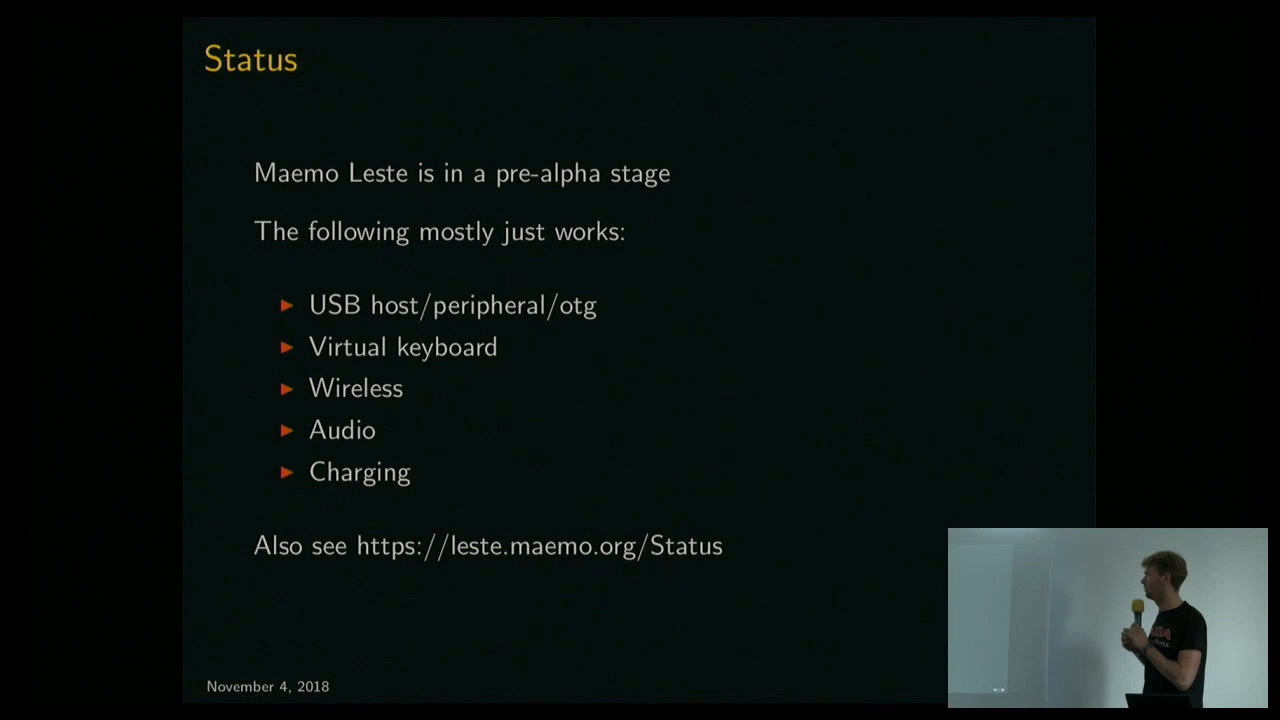 Status
Maemo Leste is in a pre-alpha stage
The following mostly just works:
USB host/peripheral/otg
Virtual keyboard
Wireless
Audio
Charging
Also see https://leste.maemo.org/Status
November 4, 2018